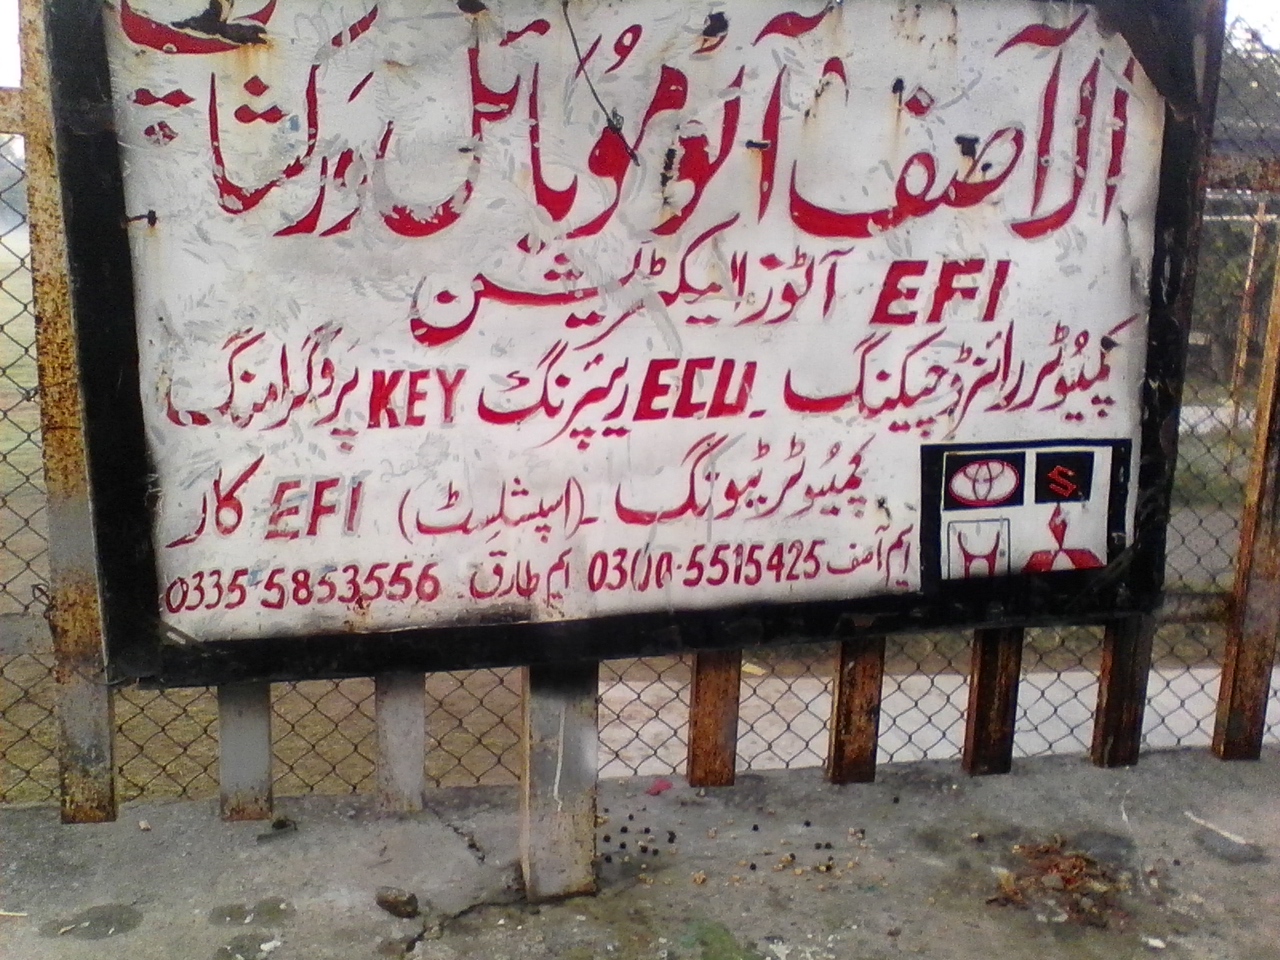 الآصف آٹوموبائل ورکشاپ
EFI آٹوز الیکٹریشن
کمپیوٹرائزڈ چیکنگ ـ ECU ریپئرنگ KEY پروگرامنگ
کمپیوٹر ٹیوننگ ـ (اسپشلسٹ) EFI کار
ایم آصف 0300-5515425 ایم طارق 0335-5853556